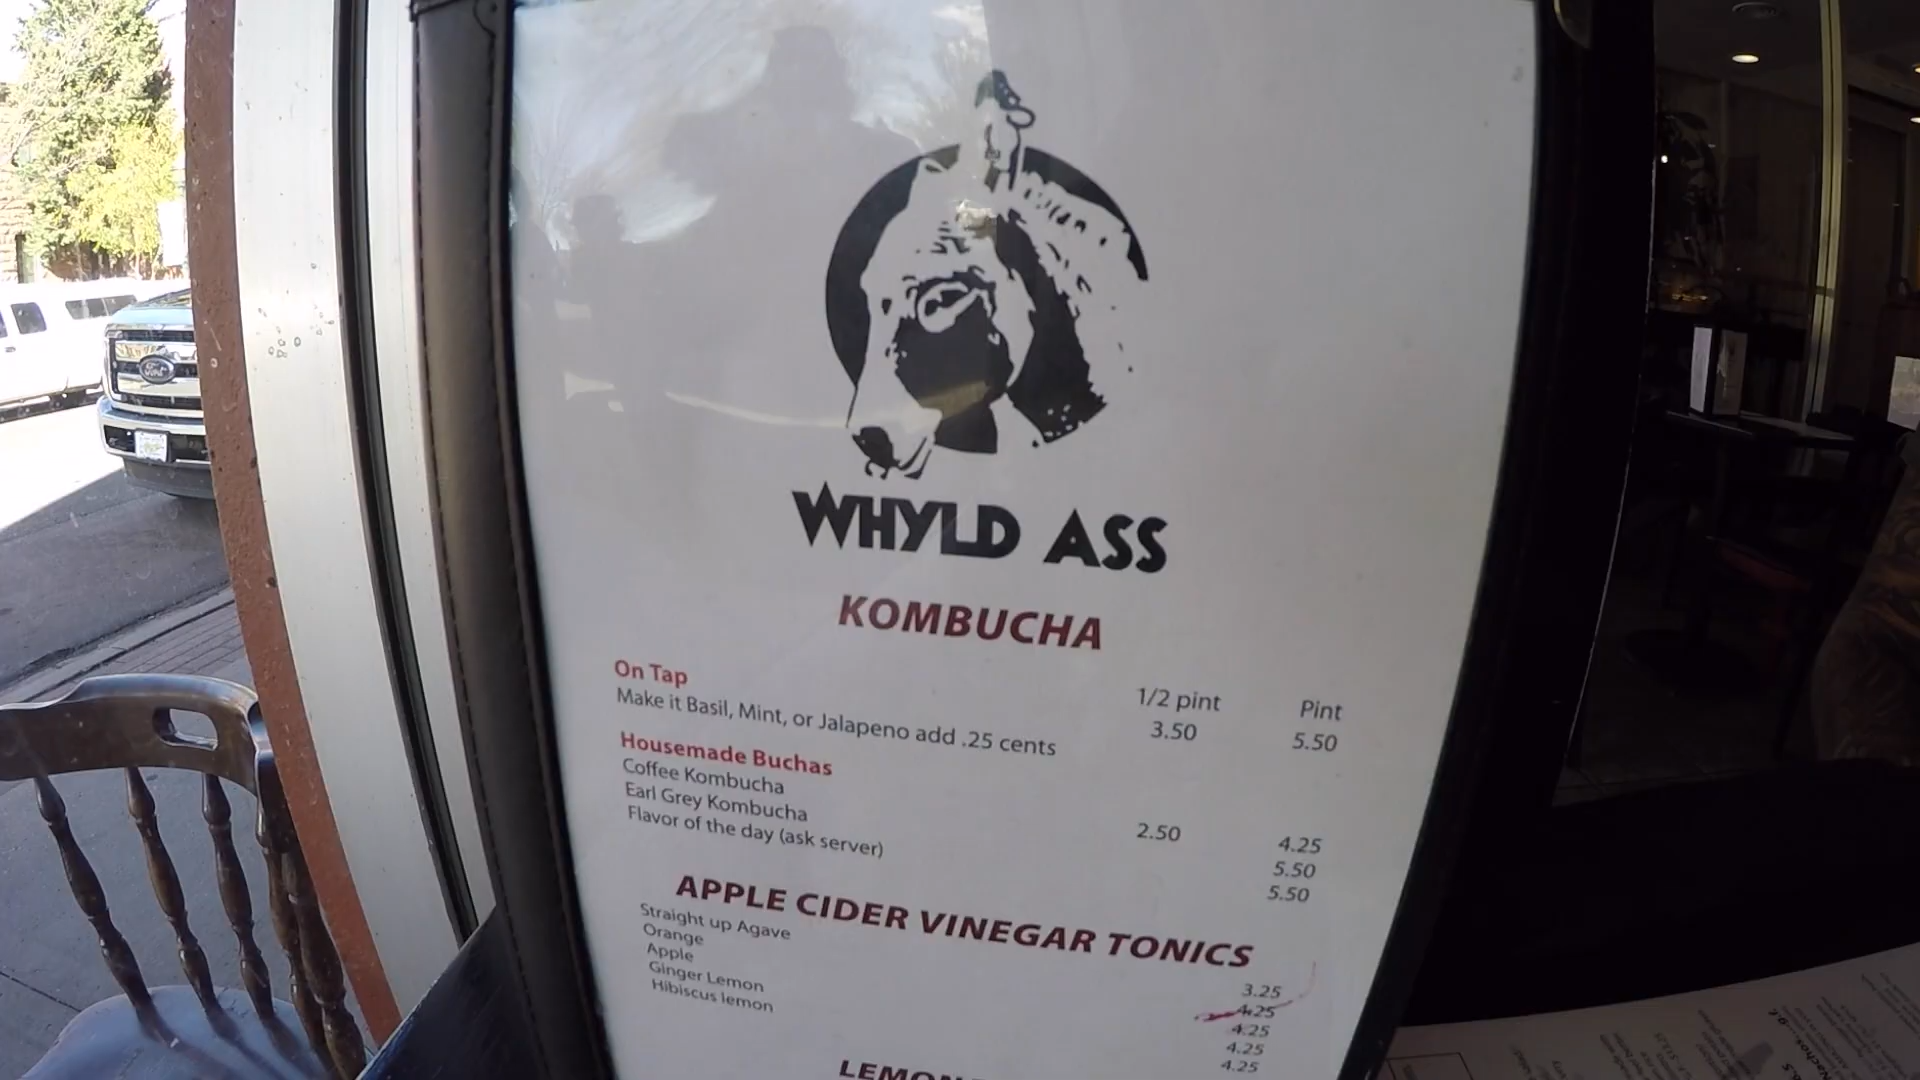 WHYLD ASS
KOMBUCHA
On Tap 1/2 pint Pint
Make it Basil, Mint, or Jalapeno add .25 cents 3.50 5.50
Housemade Buchas
Coffee Kombucha 2.50 4.25
Earl Grey Kombucha 5.50
Flavor of the day (ask server) 5.50
APPLE CIDER VINEGAR TONICS
Straight up Agave 3.25
Orange 4.25
Apple 4.25
Ginger Lemon 4.25
Hibiscus lemon 4.25
Ford
Nachos